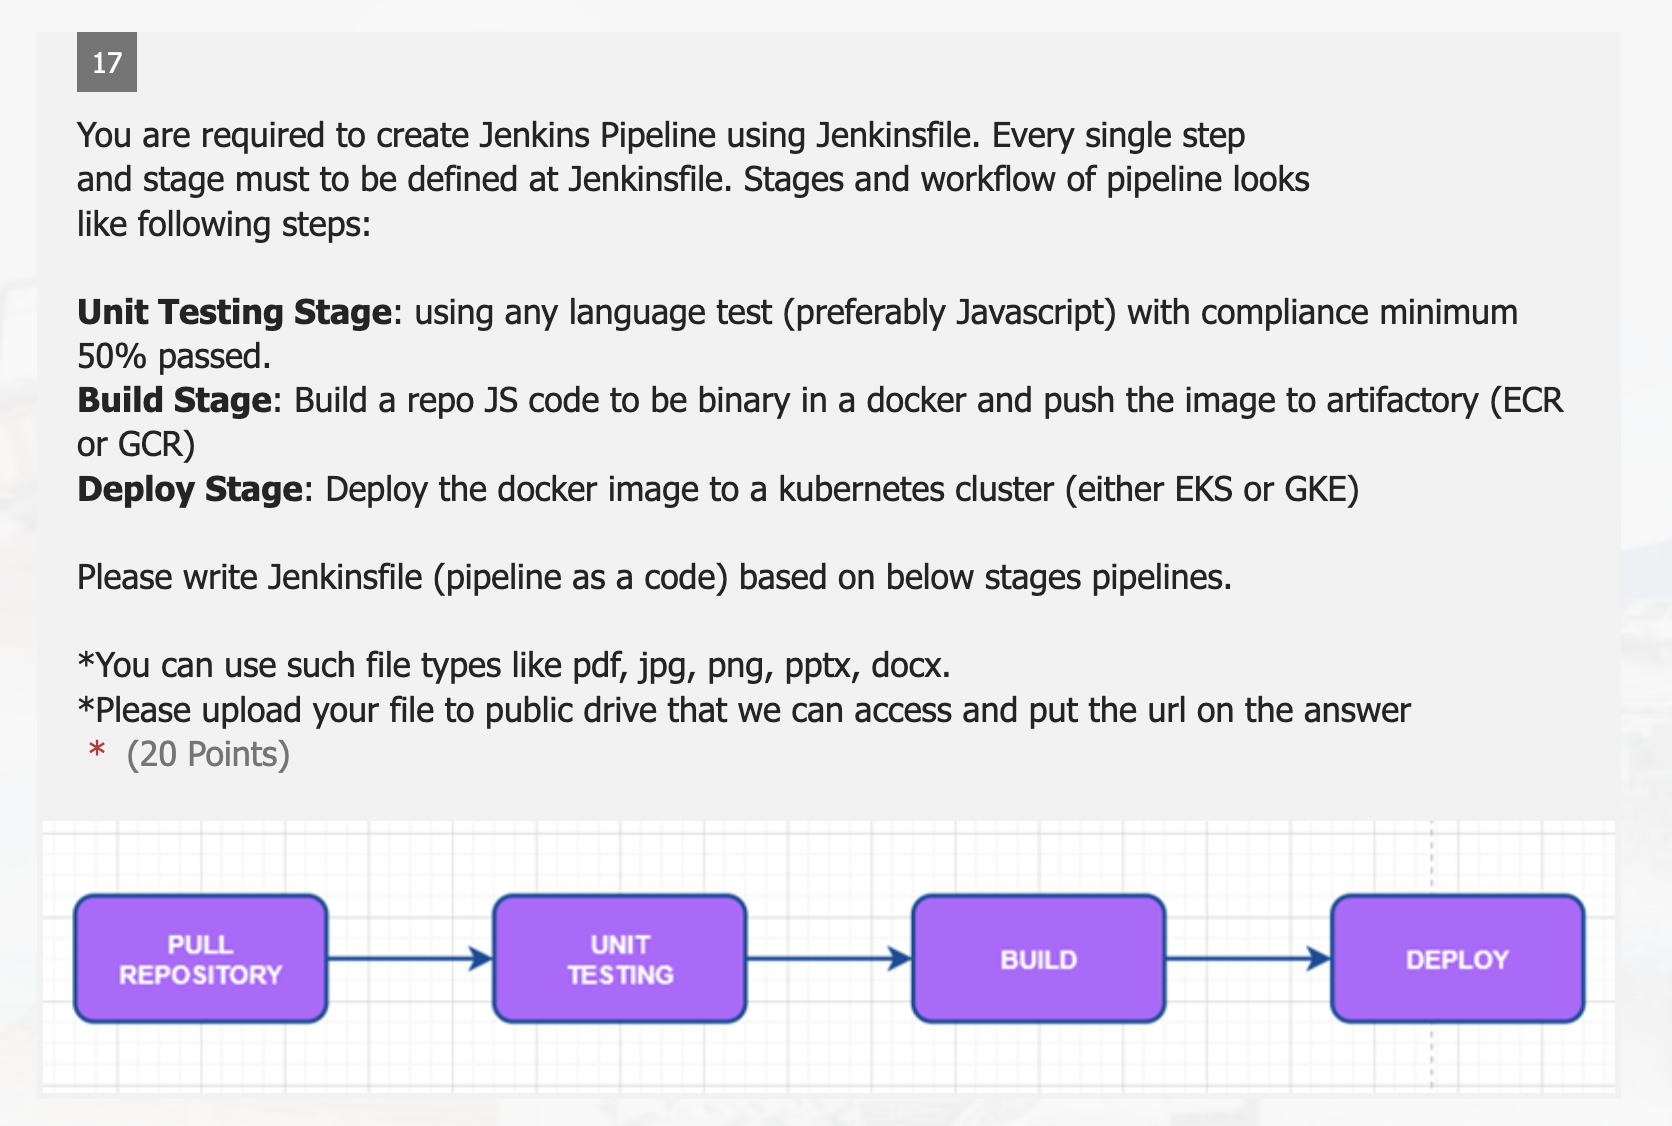 17
You are required to create Jenkins Pipeline using Jenkinsfile. Every single step
and stage must to be defined at Jenkinsfile. Stages and workflow of pipeline looks
like following steps:
Unit Testing Stage: using any language test (preferably Javascript) with compliance minimum
50% passed.
Build Stage: Build a repo JS code to be binary in a docker and push the image to artifactory (ECR
or GCR)
Deploy Stage: Deploy the docker image to a kubernetes cluster (either EKS or GKE)
Please write Jenkinsfile (pipeline as a code) based on below stages pipelines.
*You can use such file types like pdf, jpg, png, pptx, docx.
*Please upload your file to public drive that we can access and put the url on the answer
* (20 Points)
PULL
REPOSITORY
UNIT
TESTING
BUILD
DEPLOY